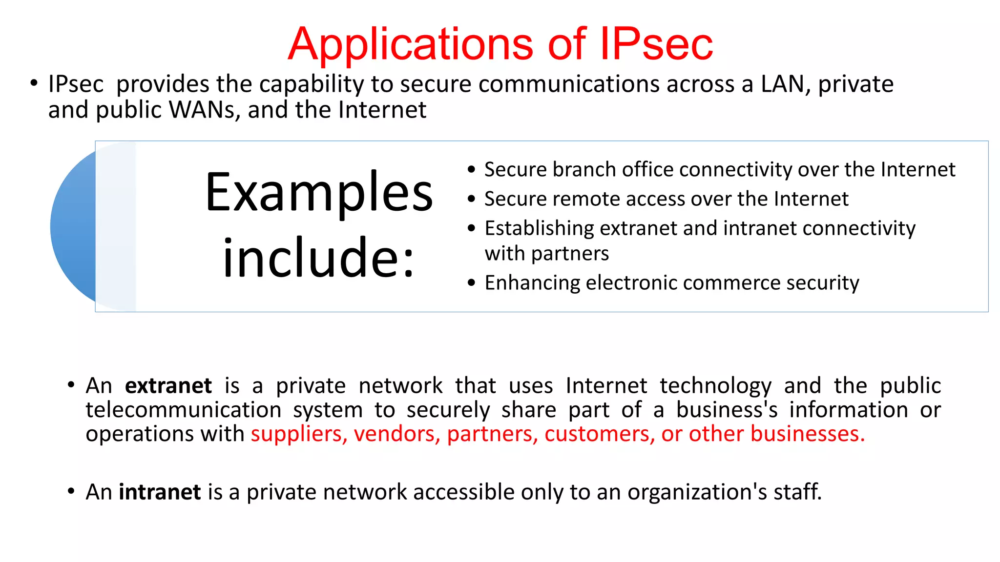 Applications of IPsec
• IPsec  provides the capability to secure communications across a LAN, private
and public WANs, and the Internet
Examples
include:
• Secure branch office connectivity over the Internet
• Secure remote access over the Internet
• Establishing extranet and intranet connectivity
with partners
• Enhancing electronic commerce security
• An extranet is a private network that uses Internet technology and the public
telecommunication system to securely share part of a business's information or
operations with suppliers, vendors, partners, customers, or other businesses.
• An intranet is a private network accessible only to an organization's staff.